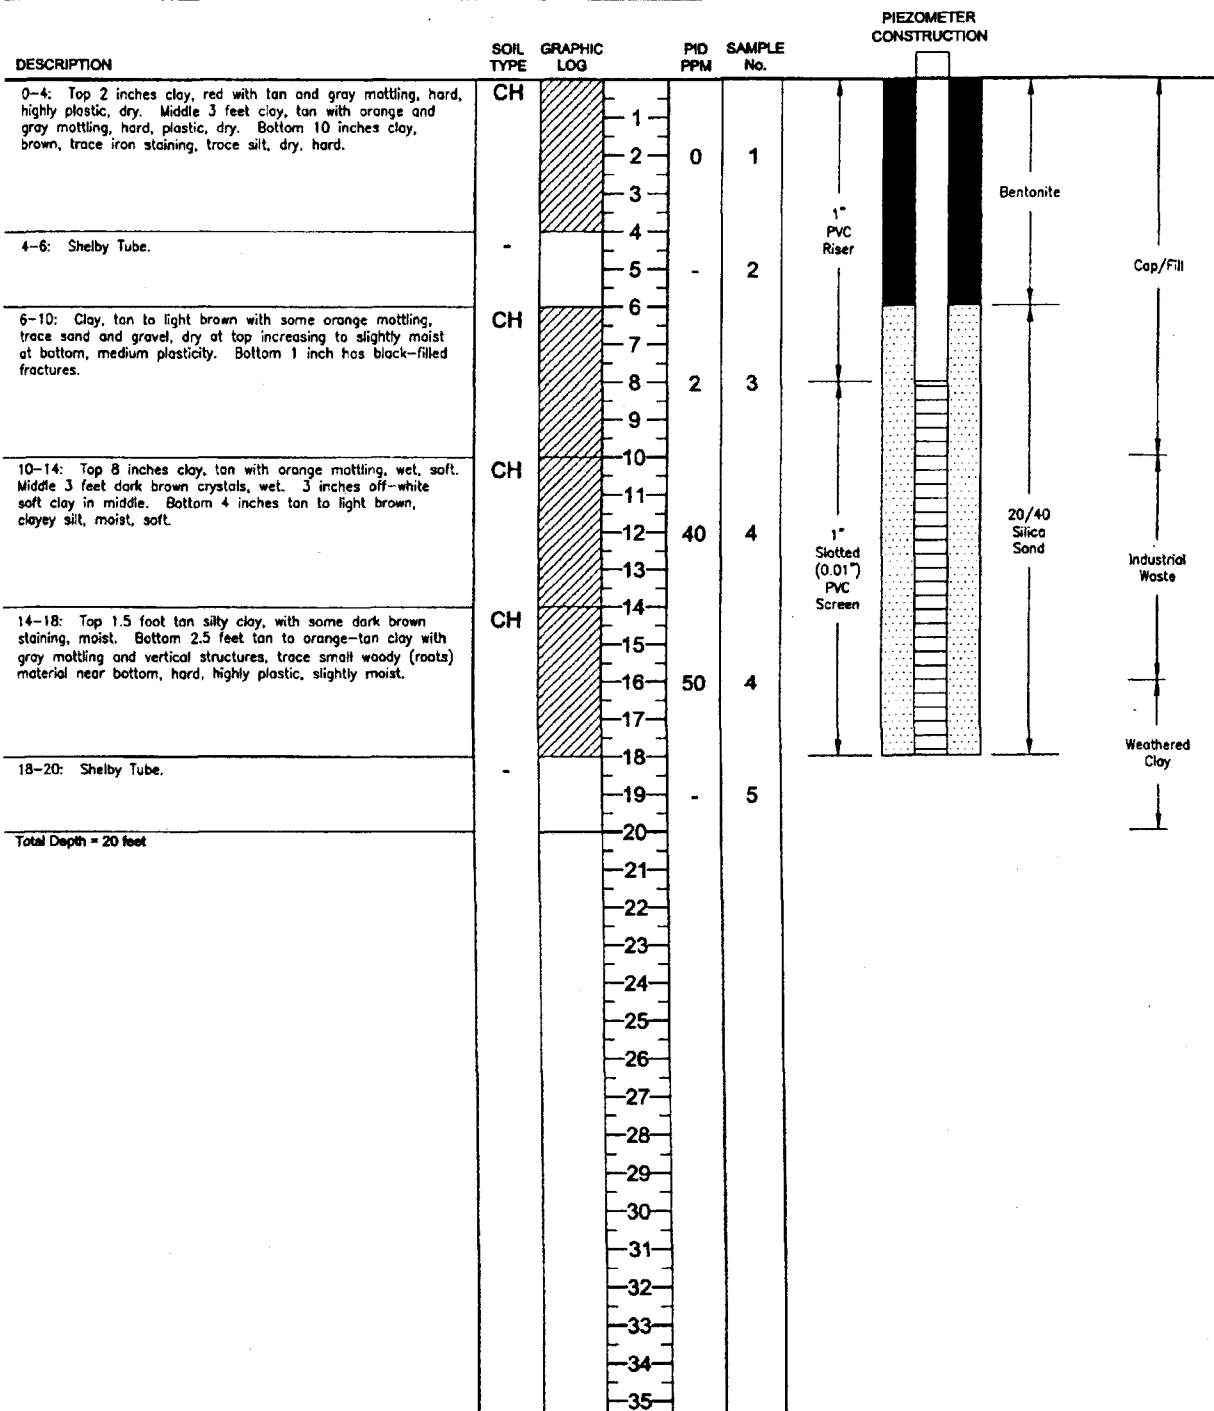 PIEZOMETER
CONSTRUCTION
DESCRIPTION
SOIL
TYPE
GRAPHIC
LOG
PID
PPM
SAMPLE
No.
0-4: Top 2 inches clay, red with tan and gray mottling, hard,
highly plastic, dry. Middle 3 feet clay, tan with orange and
gray mottling, hard, plastic, dry. Bottom 10 inches clay,
brown, trace iron staining, trace silt, dry, hard.
CH
4-6: Shelby Tube.
-
6-10: Clay, tan to light brown with some orange mottling,
trace sand and gravel, dry at top increasing to slightly moist
at bottom, medium plasticity. Bottom 1 inch has black-filled
fractures.
CH
10-14: Top 8 inches clay, tan with orange mottling, wet, soft.
Middle 3 feet dark brown crystals, wet. 3 inches off-white
soft clay in middle. Bottom 4 inches tan to light brown,
clayey silt, moist, soft.
CH
14-18: Top 1.5 foot tan silty clay, with some dark brown
staining, moist. Bottom 2.5 feet tan to orange-tan clay with
gray mottling and vertical structures, trace small woody (roots)
material near bottom, hard, highly plastic, slightly moist.
CH
18-20: Shelby Tube.
-
Total Depth = 20 feet
1
2
3
4
5
6
7
8
9
10
11
12
13
14
15
16
17
18
19
20
21
22
23
24
25
26
27
28
29
30
31
32
33
34
35
0 1
- 2
2 3
40 4
50 4
- 5
1"
PVC
Riser
1"
Slotted
(0.01")
PVC
Screen
Bentonite
20/40
Silica
Sand
Cap/Fill
Industrial
Waste
Weathered
Clay